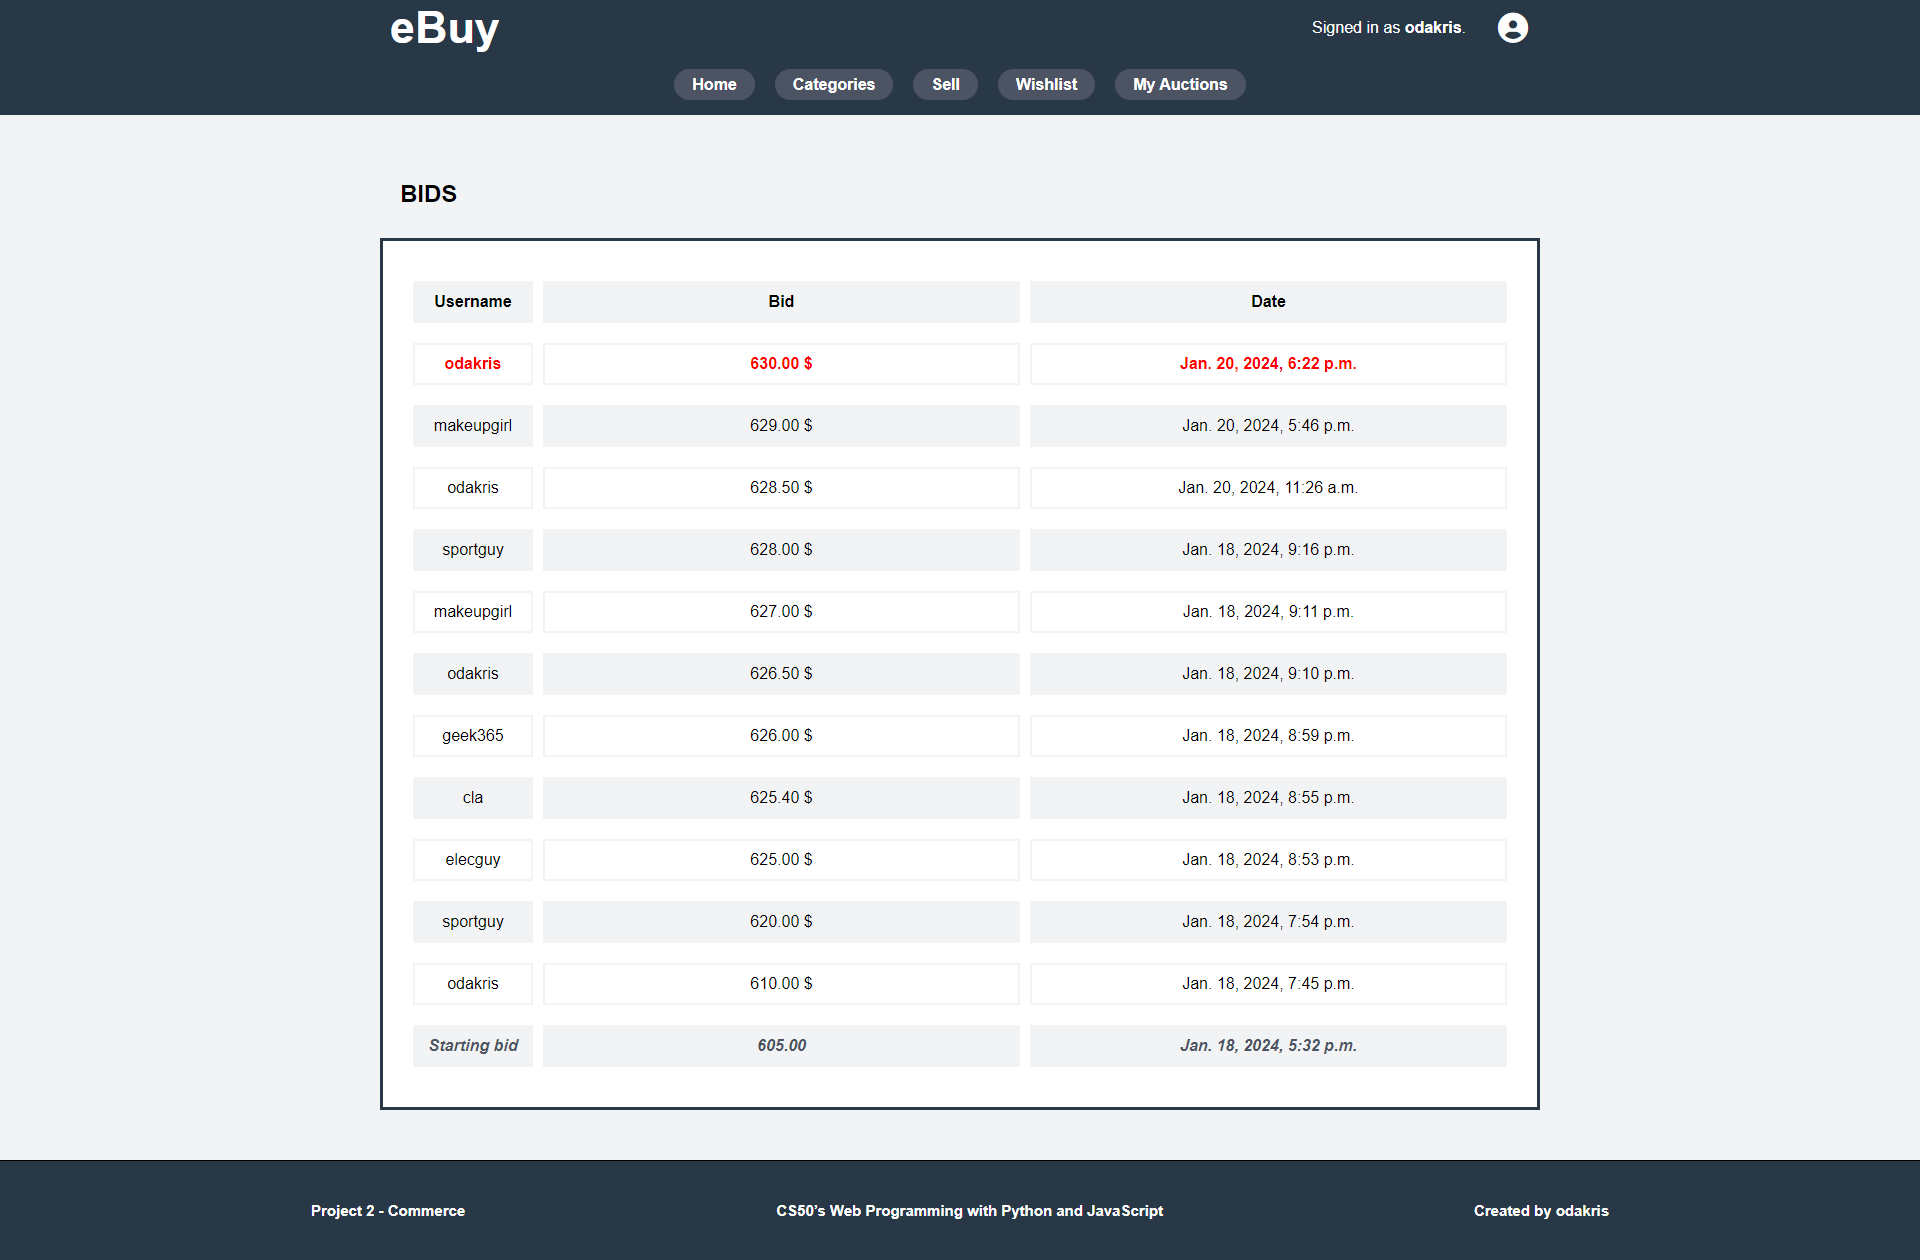 eBuy
Signed in as odakris.
Home Categories Sell Wishlist My Auctions
BIDS
Username Bid Date
odakris 630.00 $ Jan. 20, 2024, 6:22 p.m.
makeupgirl 629.00 $ Jan. 20, 2024, 5:46 p.m.
odakris 628.50 $ Jan. 20, 2024, 11:26 a.m.
sportguy 628.00 $ Jan. 18, 2024, 9:16 p.m.
makeupgirl 627.00 $ Jan. 18, 2024, 9:11 p.m.
odakris 626.50 $ Jan. 18, 2024, 9:10 p.m.
geek365 626.00 $ Jan. 18, 2024, 8:59 p.m.
cla 625.40 $ Jan. 18, 2024, 8:55 p.m.
elecguy 625.00 $ Jan. 18, 2024, 8:53 p.m.
sportguy 620.00 $ Jan. 18, 2024, 7:54 p.m.
odakris 610.00 $ Jan. 18, 2024, 7:45 p.m.
Starting bid 605.00 Jan. 18, 2024, 5:32 p.m.
Project 2 - Commerce CS50’s Web Programming with Python and JavaScript Created by odakris